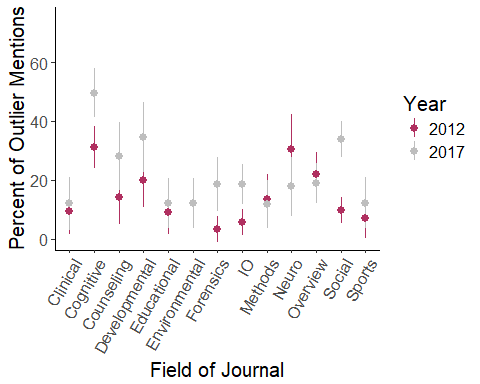 Percent of Outlier Mentions
60
40
20
0
Clinical
Cognitive
Counseling
Developmental
Educational
Environmental
Forensics
IO
Methods
Neuro
Overview
Social
Sports
Field of Journal
Year
2012
2017